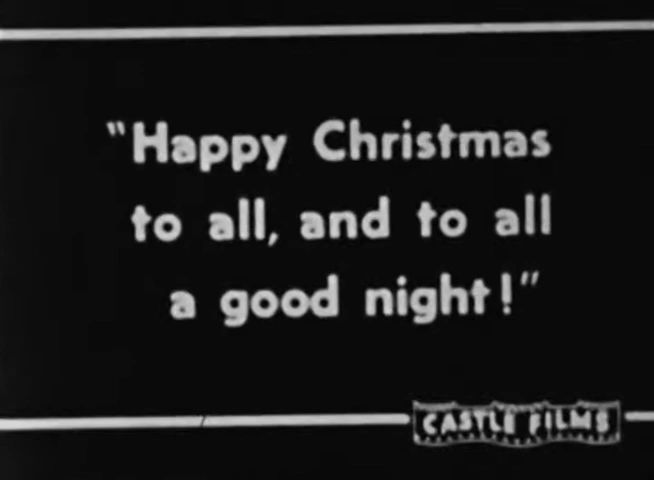 "Happy Christmas
to all, and to all
a good night!"
CASTLE FILMS